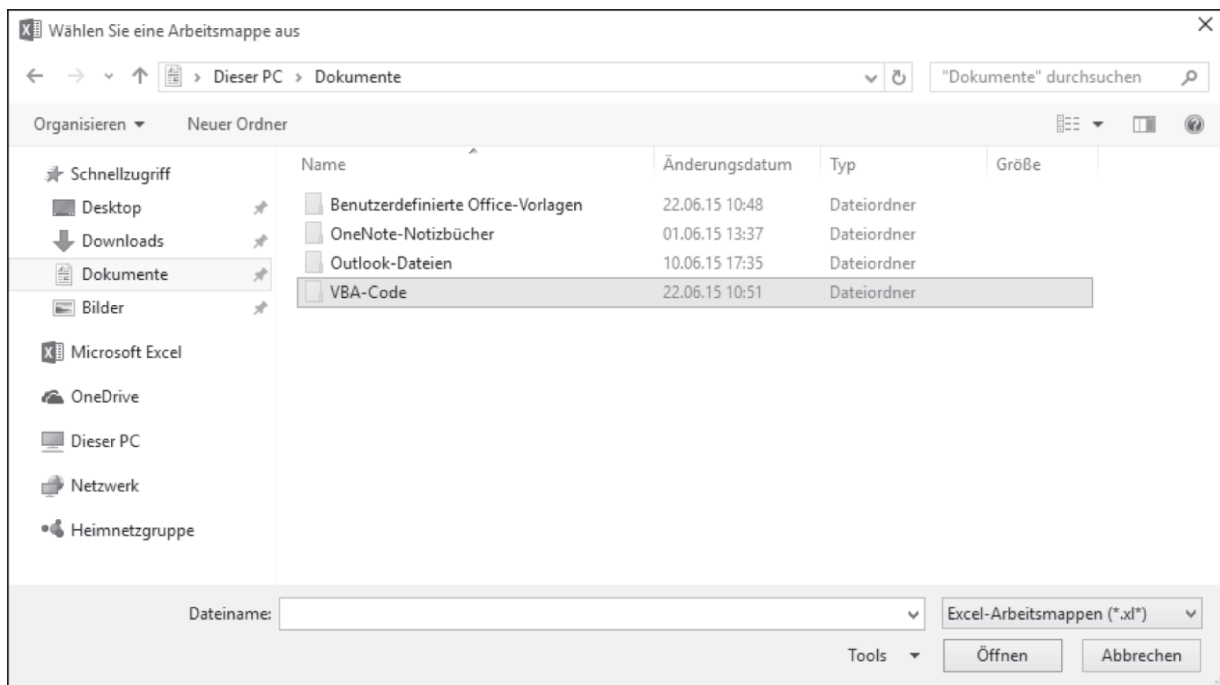 Wählen Sie eine Arbeitsmappe aus
Dieser PC > Dokumente
"Dokumente" durchsuchen
Organisieren Neuer Ordner
Name Änderungsdatum Typ Größe
Schnellzugriff
Desktop
Downloads
Dokumente
Bilder
Microsoft Excel
OneDrive
Dieser PC
Netzwerk
Heimnetzgruppe
Benutzerdefinierte Office-Vorlagen 22.06.15 10:48 Dateiordner
OneNote-Notizbücher 01.06.15 13:37 Dateiordner
Outlook-Dateien 10.06.15 17:35 Dateiordner
VBA-Code 22.06.15 10:51 Dateiordner
Dateiname: Excel-Arbeitsmappen (*.xl*)
Tools Öffnen Abbrechen